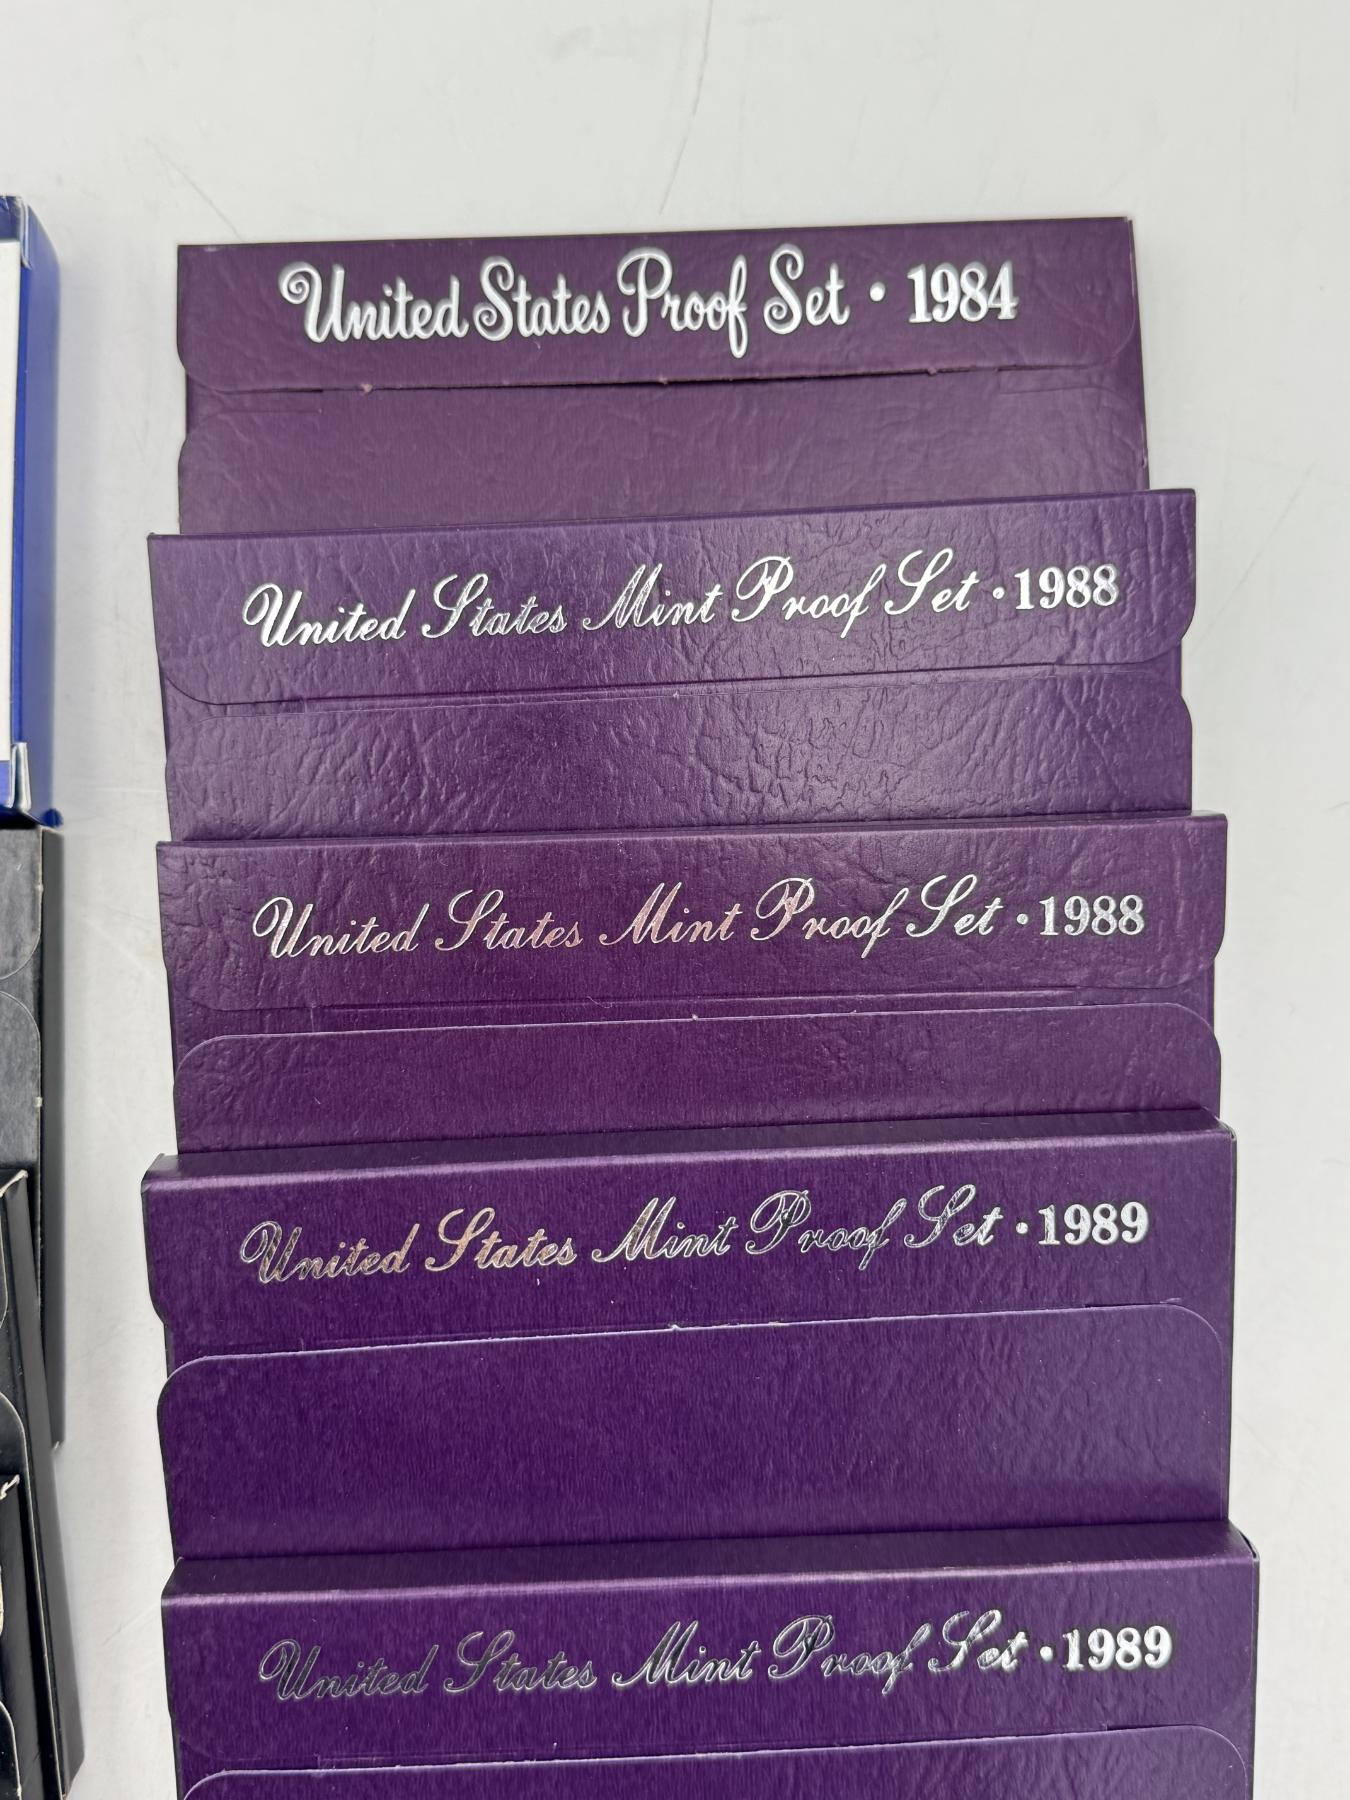 United States Proof Set • 1984
United States Mint Proof Set • 1988
United States Mint Proof Set • 1988
United States Mint Proof Set • 1989
United States Mint Proof Set • 1989